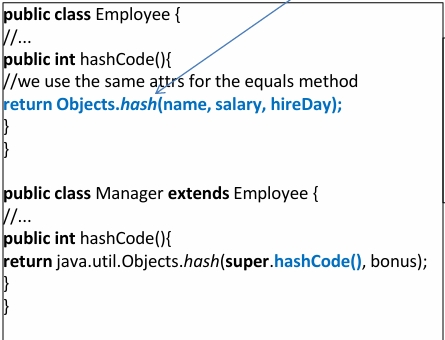 public class Employee {
//...
public int hashCode(){
//we use the same attrs for the equals method
return Objects.hash(name, salary, hireDay);
}
}
public class Manager extends Employee {
//...
public int hashCode(){
return java.util.Objects.hash(super.hashCode(), bonus);
}
}